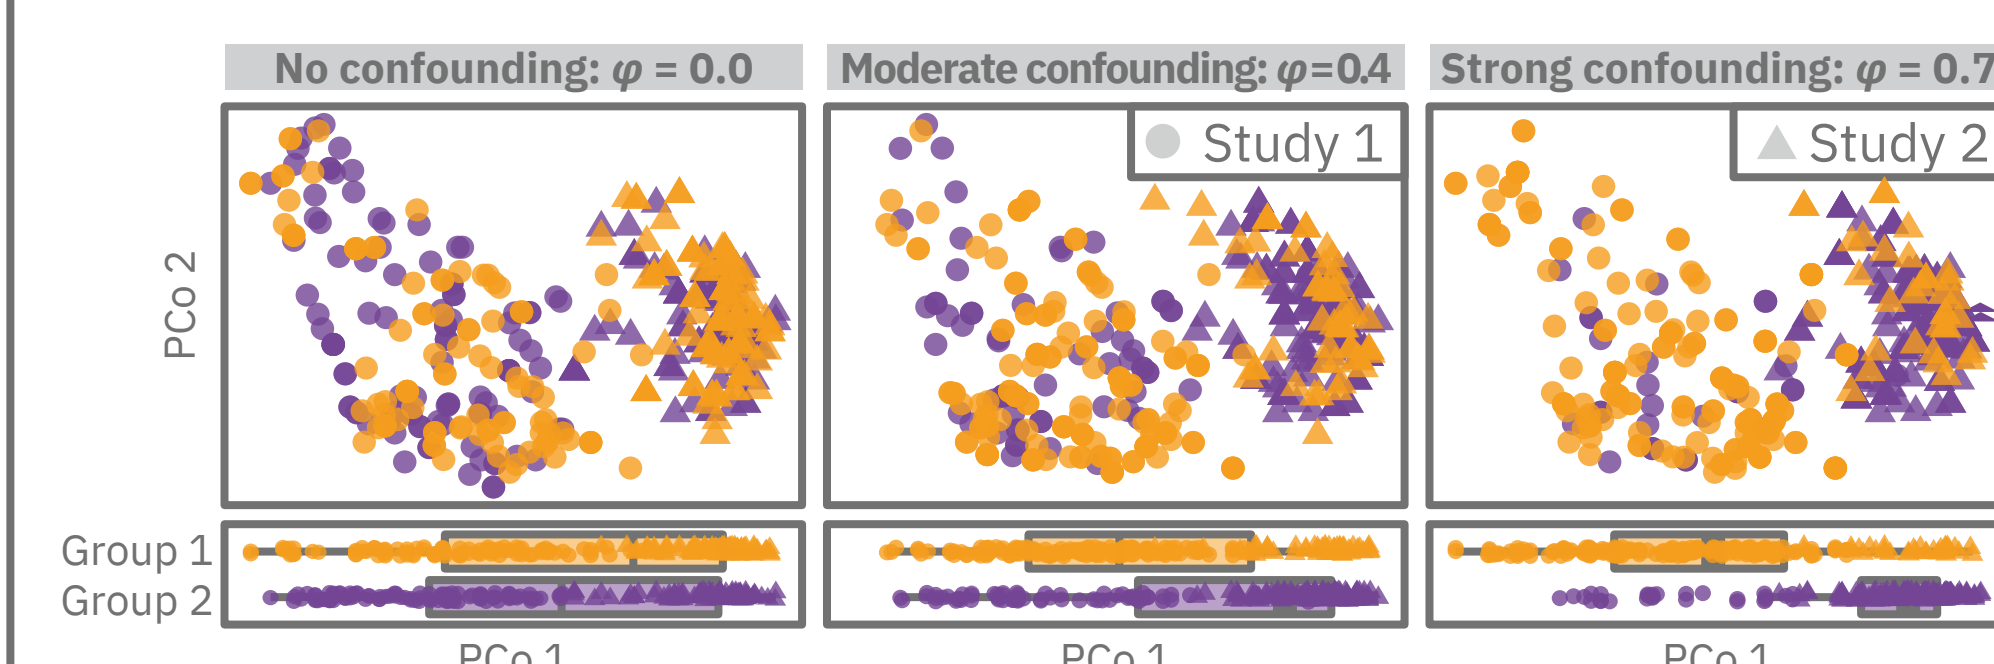 No confounding: φ = 0.0
Moderate confounding: φ=0.4
Strong confounding: φ = 0.7
Study 1
Study 2
PCo 2
Group 1
Group 2
PCo 1
PCo 1
PCo 1